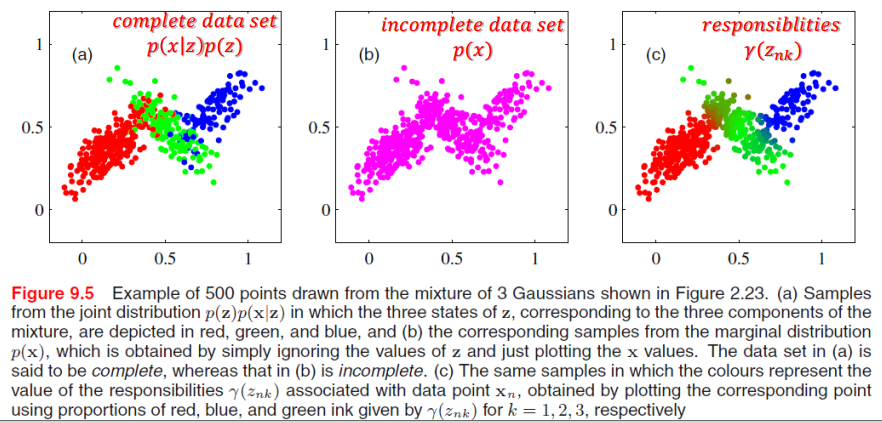 complete data set
p(x|z)p(z)
(a)
1
0.5
0
0
0.5
1
incomplete data set
p(x)
(b)
1
0.5
0
0
0.5
1
responsiblities
γ(z_nk)
(c)
1
0.5
0
0
0.5
1
Figure 9.5 Example of 500 points drawn from the mixture of 3 Gaussians shown in Figure 2.23. (a) Samples
from the joint distribution p(z)p(x|z) in which the three states of z, corresponding to the three components of the
mixture, are depicted in red, green, and blue, and (b) the corresponding samples from the marginal distribution
p(x), which is obtained by simply ignoring the values of z and just plotting the x values. The data set in (a) is
said to be complete, whereas that in (b) is incomplete. (c) The same samples in which the colours represent the
value of the responsibilities γ(z_nk) associated with data point x_n, obtained by plotting the corresponding point
using proportions of red, blue, and green ink given by γ(z_nk) for k = 1, 2, 3, respectively